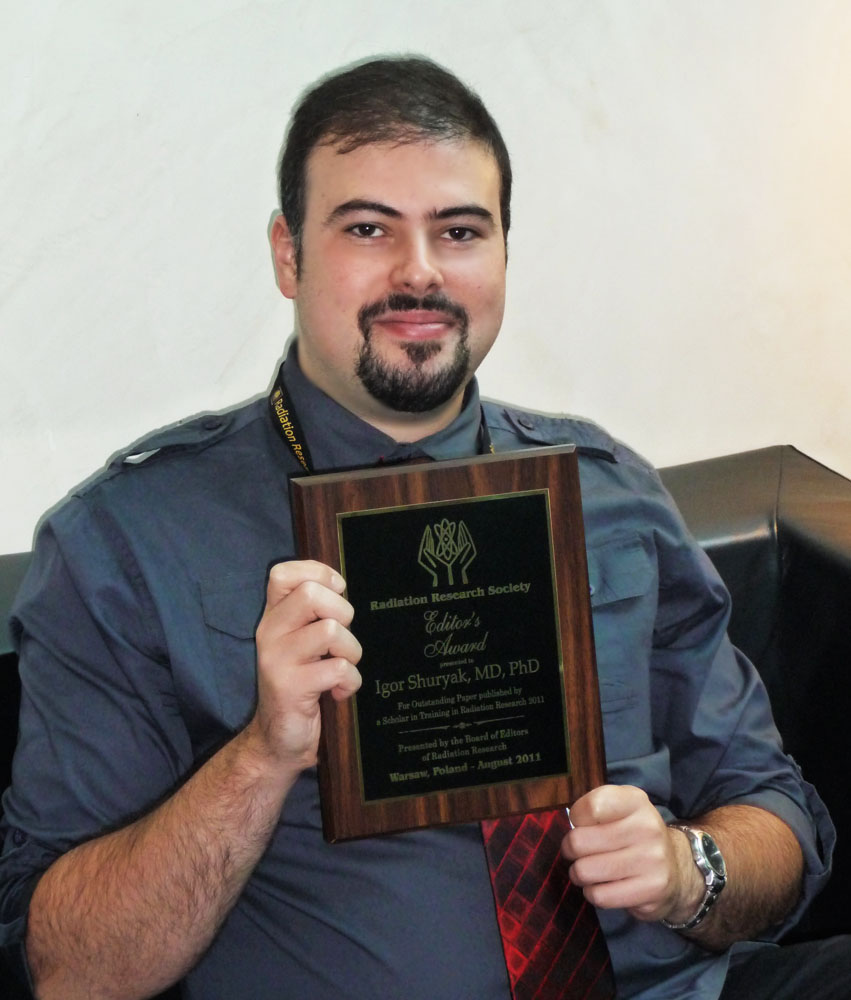 Radiation Rese
Radiation Research Society
Editor's
Award
presented to
Igor Shuryak, MD, PhD
For Outstanding Paper published by
a Scholar in Training in Radiation Research 2011
Presented by the Board of Editors
of Radiation Research
Warsaw, Poland - August 2011